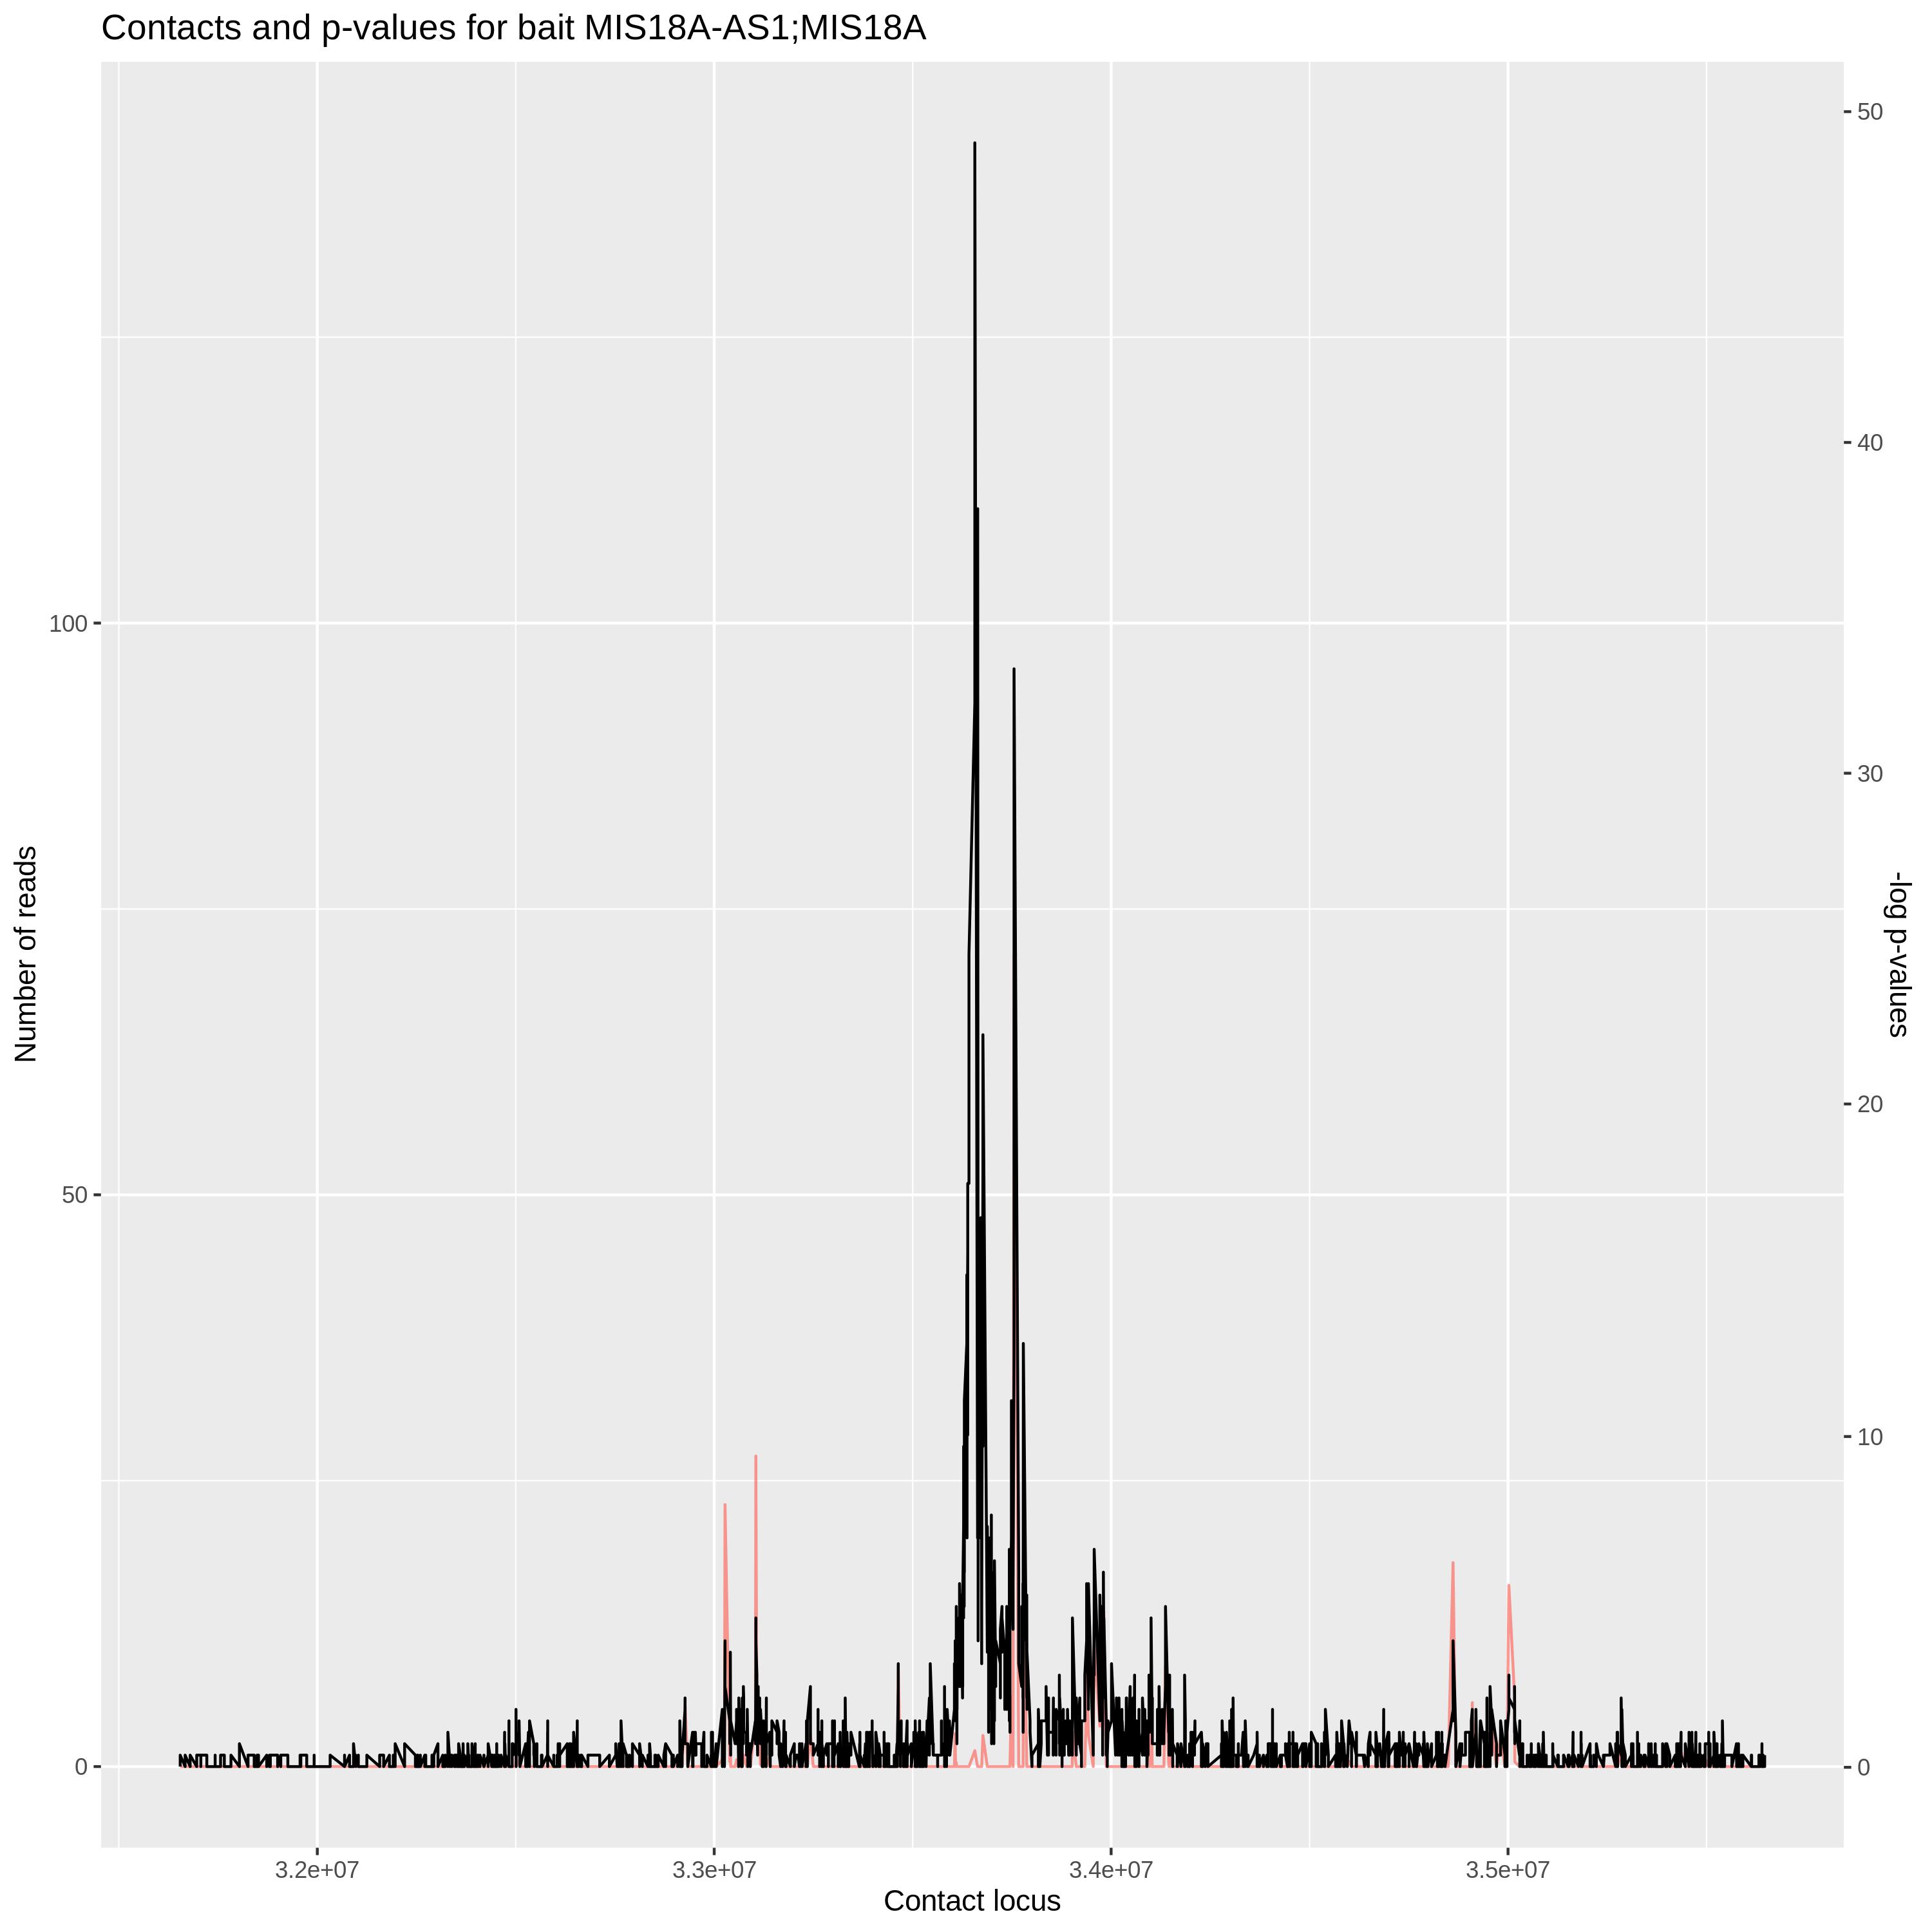 Contacts and p-values for bait MIS18A-AS1;MIS18A
Number of reads
100
50
0
50
40
30
20
10
0
-log p-values
3.2e+07
3.3e+07
3.4e+07
3.5e+07
Contact locus